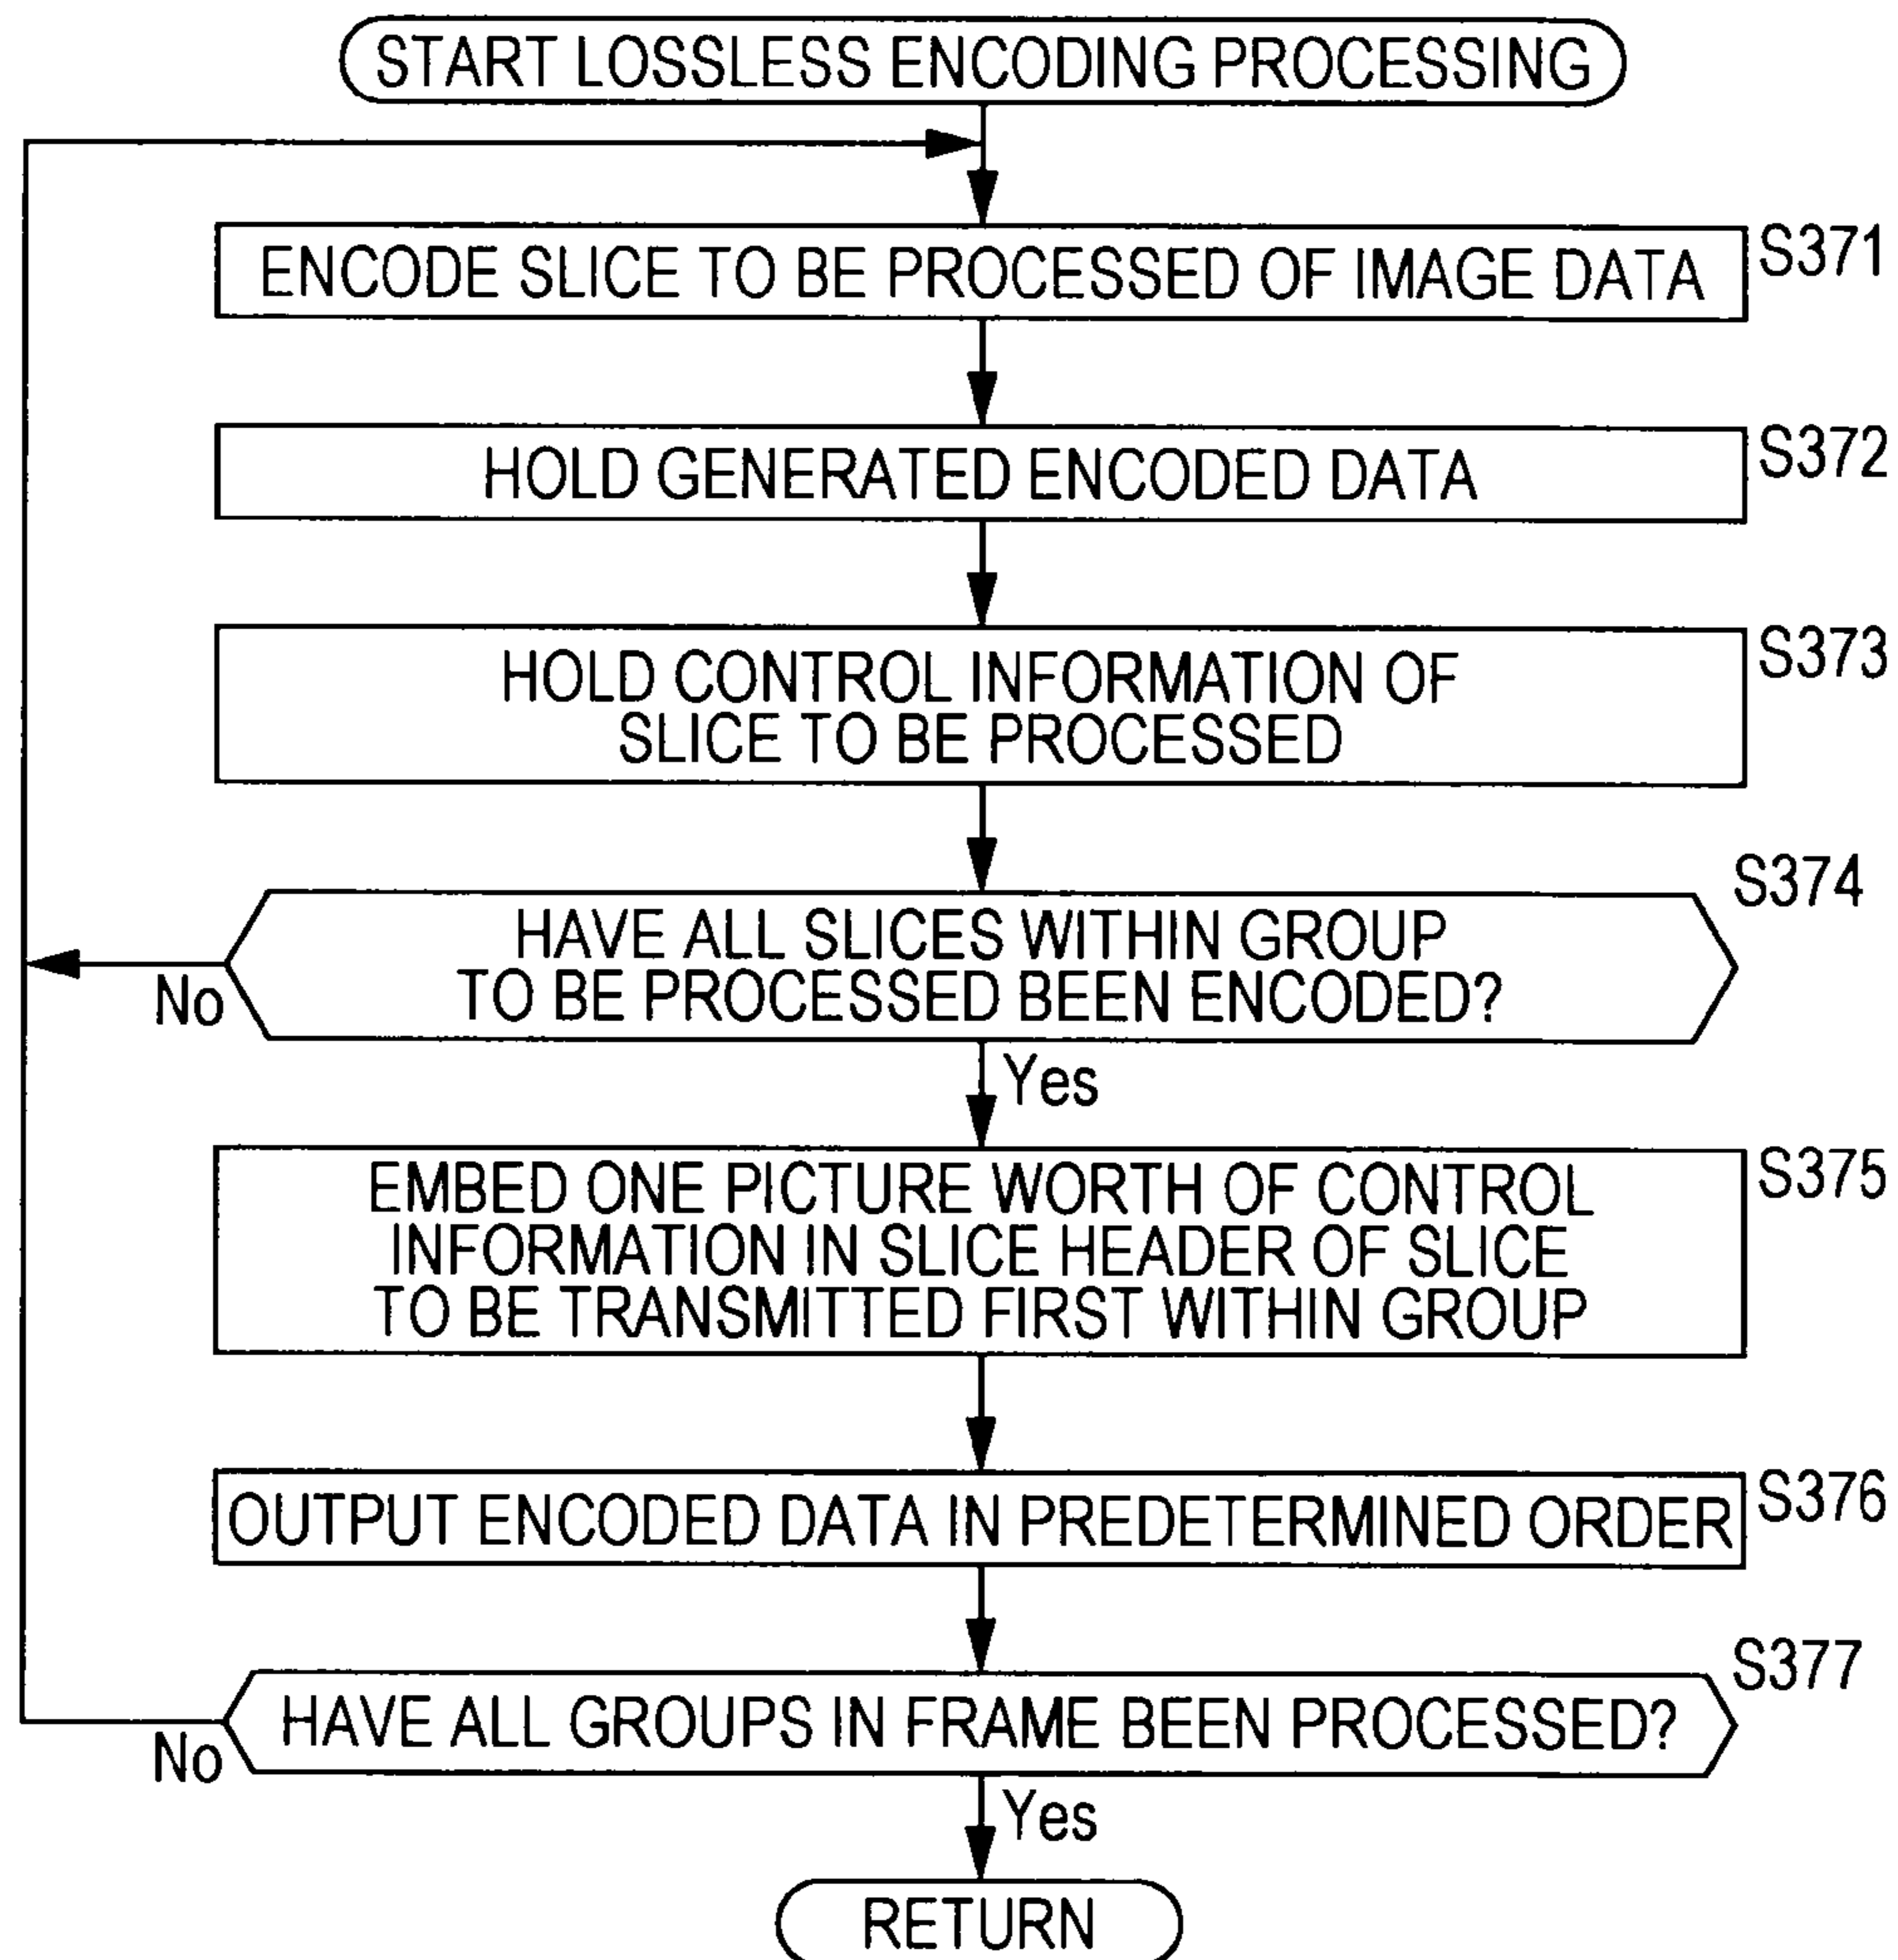 START LOSSLESS ENCODING PROCESSING
ENCODE SLICE TO BE PROCESSED OF IMAGE DATA
S371
HOLD GENERATED ENCODED DATA
S372
HOLD CONTROL INFORMATION OF
SLICE TO BE PROCESSED
S373
HAVE ALL SLICES WITHIN GROUP
TO BE PROCESSED BEEN ENCODED?
S374
No
Yes
EMBED ONE PICTURE WORTH OF CONTROL
INFORMATION IN SLICE HEADER OF SLICE
TO BE TRANSMITTED FIRST WITHIN GROUP
S375
OUTPUT ENCODED DATA IN PREDETERMINED ORDER
S376
HAVE ALL GROUPS IN FRAME BEEN PROCESSED?
S377
No
Yes
RETURN